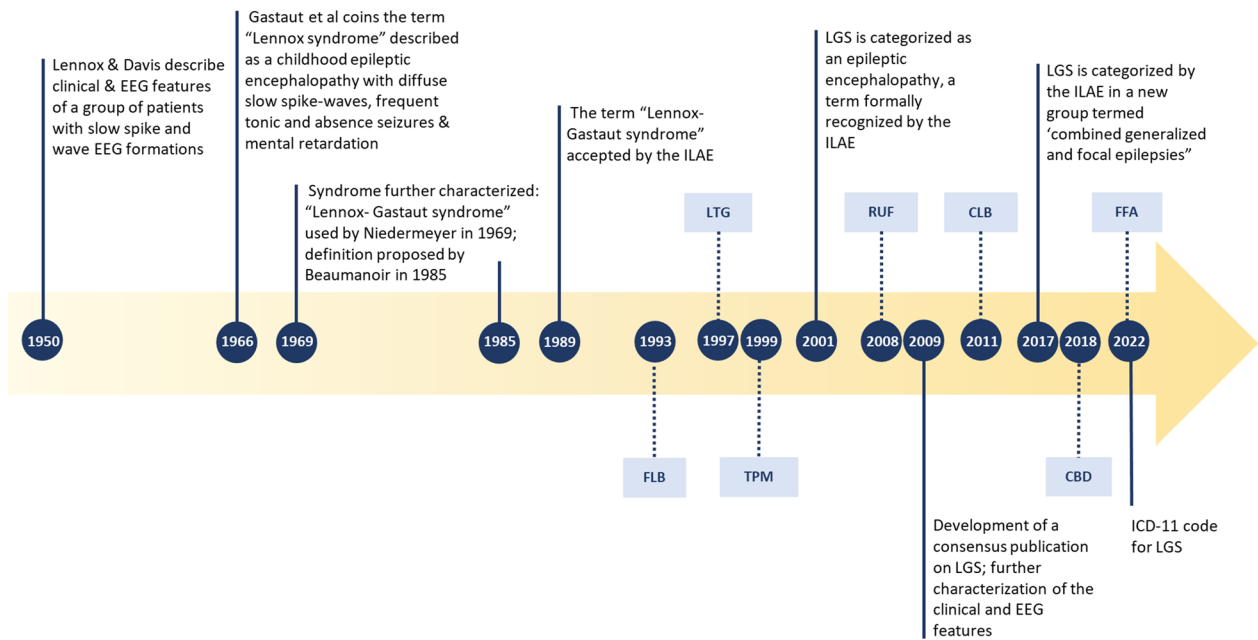 Lennox & Davis describe
clinical & EEG features
of a group of patients
with slow spike and
wave EEG formations
Gastaut et al coins the term
“Lennox syndrome” described
as a childhood epileptic
encephalopathy with diffuse
slow spike-waves, frequent
tonic and absence seizures &
mental retardation
Syndrome further characterized:
“Lennox- Gastaut syndrome”
used by Niedermeyer in 1969;
definition proposed by
Beaumanoir in 1985
The term “Lennox-
Gastaut syndrome”
accepted by the ILAE
LGS is categorized as
an epileptic
encephalopathy, a
term formally
recognized by the
ILAE
LGS is categorized by
the ILAE in a new
group termed
‘combined generalized
and focal epilepsies”
LTG
RUF
CLB
FFA
1950
1966
1969
1985
1989
1993
1997
1999
2001
2008
2009
2011
2017
2018
2022
FLB
TPM
CBD
Development of a
consensus publication
on LGS; further
characterization of the
clinical and EEG
features
ICD-11 code
for LGS